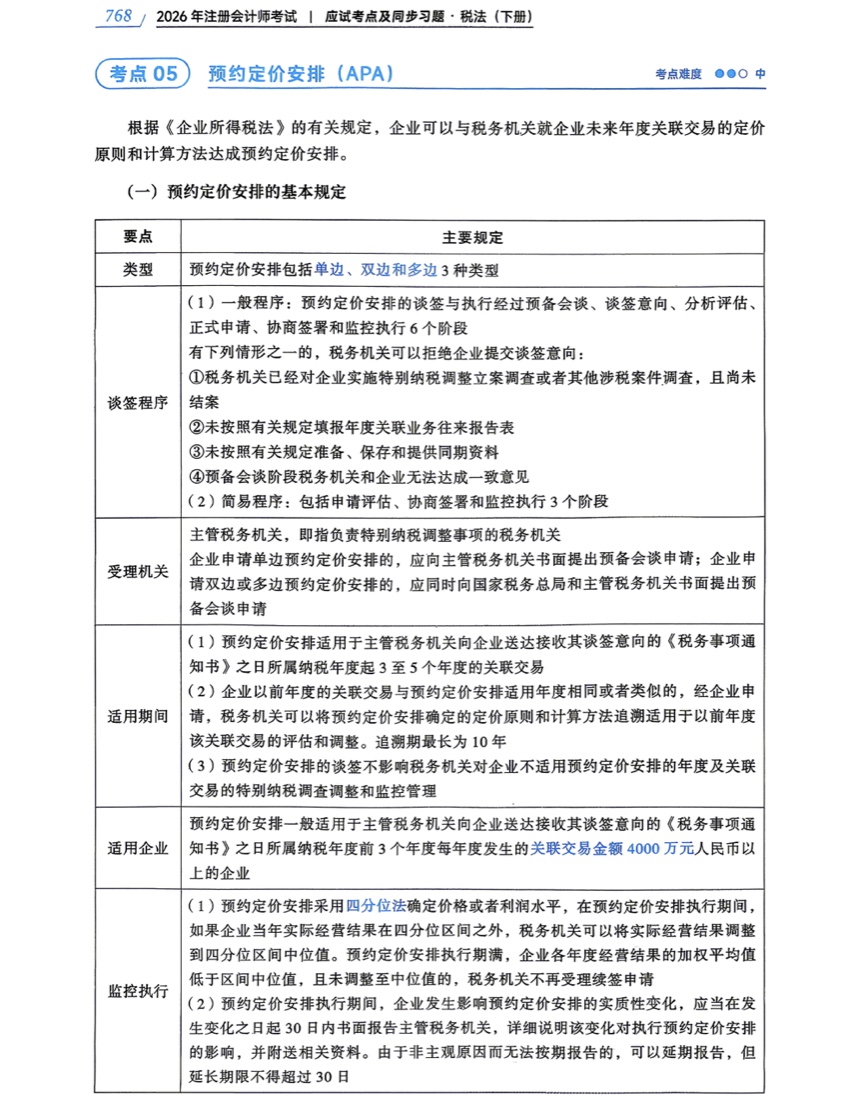 768 2026年注册会计师考试 | 应试考点及同步习题·税法（下册）
考点 05 预约定价安排（APA） 考点难度 中
根据《企业所得税法》的有关规定，企业可以与税务机关就企业未来年度关联交易的定价
原则和计算方法达成预约定价安排。
（一）预约定价安排的基本规定
要点 主要规定
类型 预约定价安排包括单边、双边和多边3种类型
谈签程序
（1）一般程序：预约定价安排的谈签与执行经过预备会谈、谈签意向、分析评估、
正式申请、协商签署和监控执行6个阶段
有下列情形之一的，税务机关可以拒绝企业提交谈签意向：
①税务机关已经对企业实施特别纳税调整立案调查或者其他涉税案件调查，且尚未
结案
②未按照有关规定填报年度关联业务往来报告表
③未按照有关规定准备、保存和提供同期资料
④预备会谈阶段税务机关和企业无法达成一致意见
（2）简易程序：包括申请评估、协商签署和监控执行3个阶段
受理机关
主管税务机关，即指负责特别纳税调整事项的税务机关
企业申请单边预约定价安排的，应向主管税务机关书面提出预备会谈申请；企业申
请双边或多边预约定价安排的，应同时向国家税务总局和主管税务机关书面提出预
备会谈申请
适用期间
（1）预约定价安排适用于主管税务机关向企业送达接收其谈签意向的《税务事项通
知书》之日所属纳税年度起3至5个年度的关联交易
（2）企业以前年度的关联交易与预约定价安排适用年度相同或者类似的，经企业申
请，税务机关可以将预约定价安排确定的定价原则和计算方法追溯适用于以前年度
该关联交易的评估和调整。追溯期最长为10年
（3）预约定价安排的谈签不影响税务机关对企业不适用预约定价安排的年度及关联
交易的特别纳税调查调整和监控管理
适用企业
预约定价安排一般适用于主管税务机关向企业送达接收其谈签意向的《税务事项通
知书》之日所属纳税年度前3个年度每年度发生的关联交易金额4000万元人民币以
上的企业
监控执行
（1）预约定价安排采用四分位法确定价格或者利润水平，在预约定价安排执行期间，
如果企业当年实际经营结果在四分位区间之外，税务机关可以将实际经营结果调整
到四分位区间中位值。预约定价安排执行期满，企业各年度经营结果的加权平均值
低于区间中位值，且未调整至中位值的，税务机关不再受理续签申请
（2）预约定价安排执行期间，企业发生影响预约定价安排的实质性变化，应当在发
生变化之日起30日内书面报告主管税务机关，详细说明该变化对执行预约定价安排
的影响，并附送相关资料。由于非主观原因而无法按期报告的，可以延期报告，但
延长期限不得超过30日